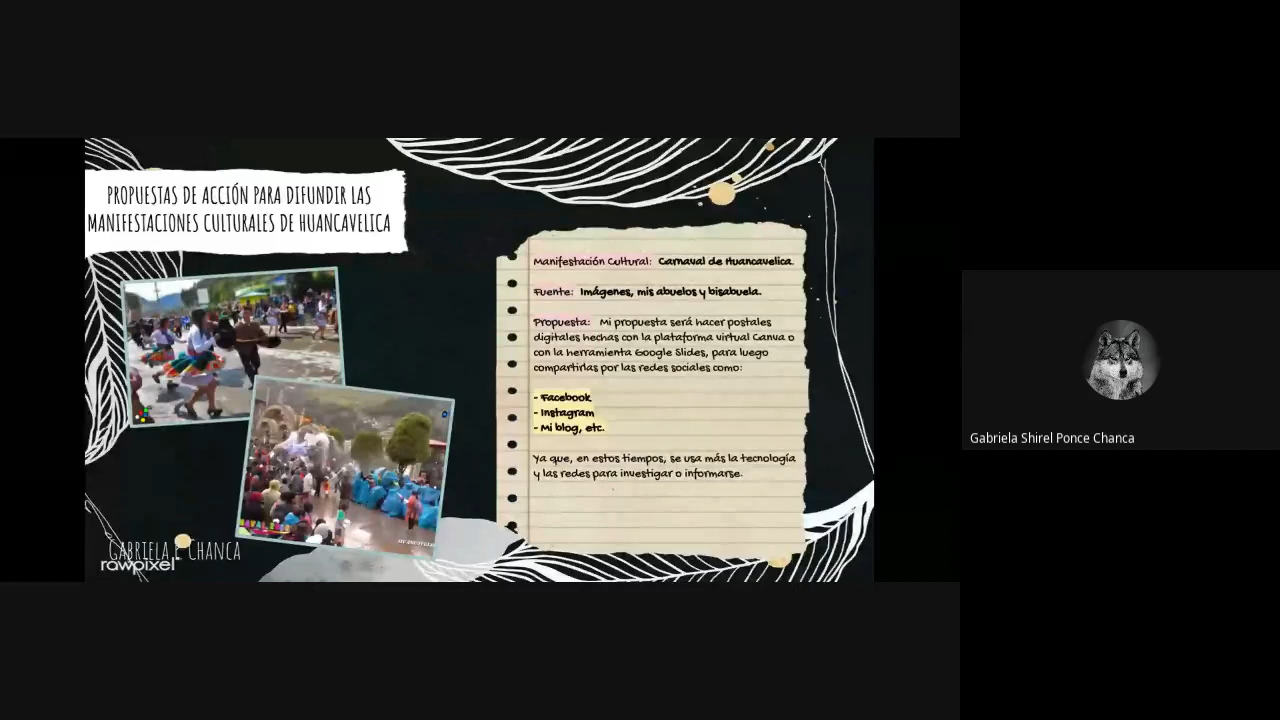 PROPUESTAS DE ACCIÓN PARA DIFUNDIR LAS
MANIFESTACIONES CULTURALES DE HUANCAVELICA
Manifestación Cultural: Carnaval de Huancavelica.
Fuente: Imágenes, mis abuelos y bisabuela.
Propuesta: Mi propuesta será hacer postales
digitales hechas con la plataforma virtual Canva o
con la herramienta Google Slides, para luego
compartirlas por las redes sociales como:
- Facebook
- Instagram
- Mi blog, etc.
Ya que, en estos tiempos, se usa más la tecnología
y las redes para investigar o informarse.
GABRIELA CHANCA
rawpixel
Gabriela Shirel Ponce Chanca